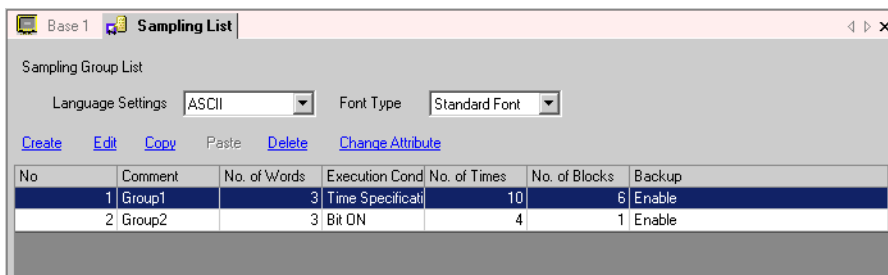 Base 1 Sampling List
Sampling Group List
Language Settings ASCII Font Type Standard Font
Create Edit Copy Paste Delete Change Attribute
No Comment No. of Words Execution Cond No. of Times No. of Blocks Backup
1 Group1 3 Time Specificati 10 6 Enable
2 Group2 3 Bit ON 4 1 Enable